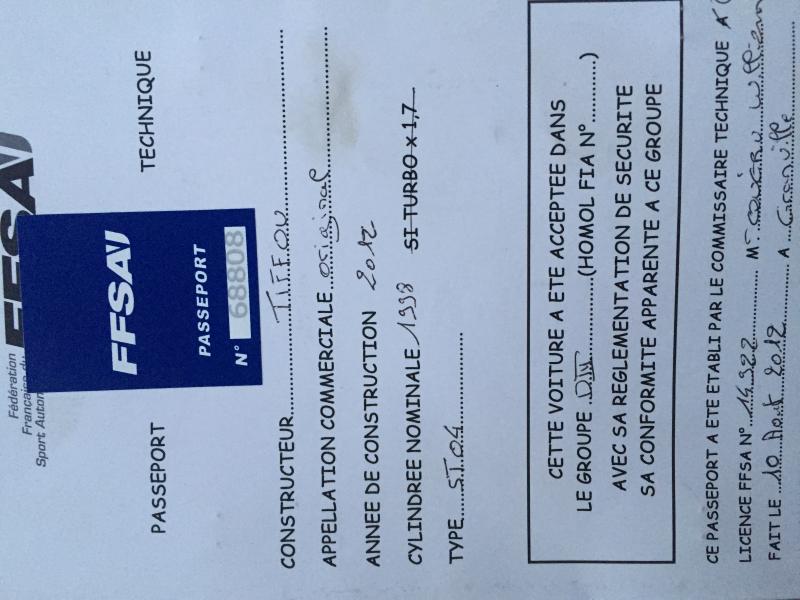 FFSA
Fédération
Française du
Sport Autom
FFSA
PASSEPORT
N° 68808
PASSEPORT TECHNIQUE
CONSTRUCTEUR TIFFON
APPELLATION COMMERCIALE original
ANNEE DE CONSTRUCTION 2012
CYLINDREE NOMINALE 1998 SI TURBO x 1,7
TYPE ST04
CETTE VOITURE A ETE ACCEPTEE DANS
LE GROUPE (HOMOL FIA N° )
AVEC SA REGLEMENTATION DE SECURITE
SA CONFORMITE APPARENTE A CE GROUPE
CE PASSEPORT A ETE ETABLI PAR LE COMMISSAIRE TECHNIQUE A
LICENCE FFSA N° 14922 M.
FAIT LE 10 Aout 2012 A Granville